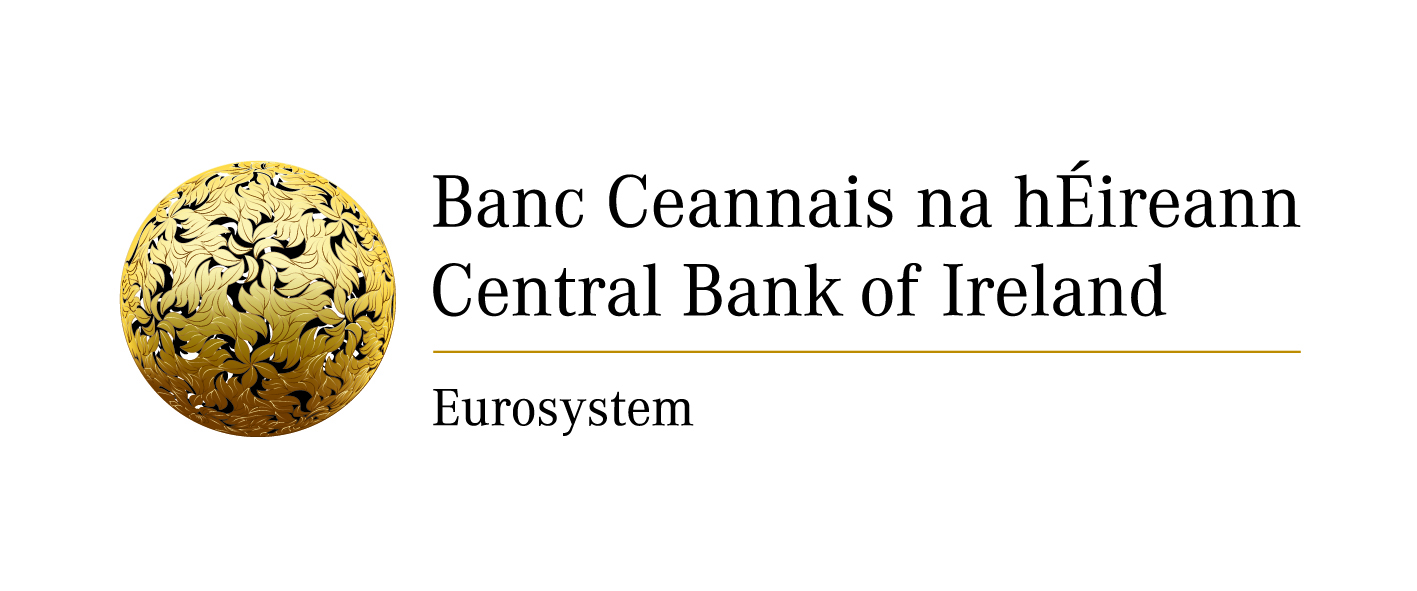 Banc Ceannais na hÉireann
Central Bank of Ireland
Eurosystem